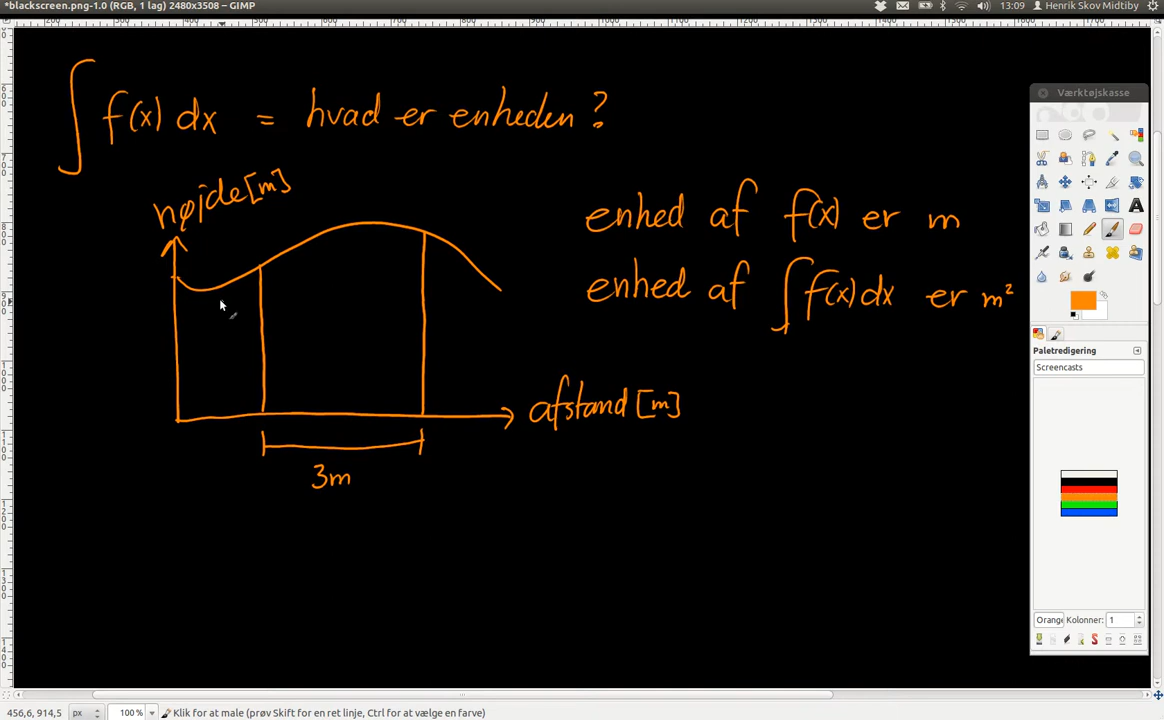 *blackscreen.png-1.0 (RGB, 1 lag) 2480x3508 – GIMP
13:09 Henrik Skov Midtiby
∫ f(x) dx = hvad er enheden?
højde [m]
enhed af f(x) er m
enhed af ∫ f(x) dx er m²
afstand [m]
3m
Værktøjskasse
Paletredigering
Screencasts
Orange Kolonner: 1
456,6, 914,5 px 100% Klik for at male (prøv Skift for en ret linje, Ctrl for at vælge en farve)